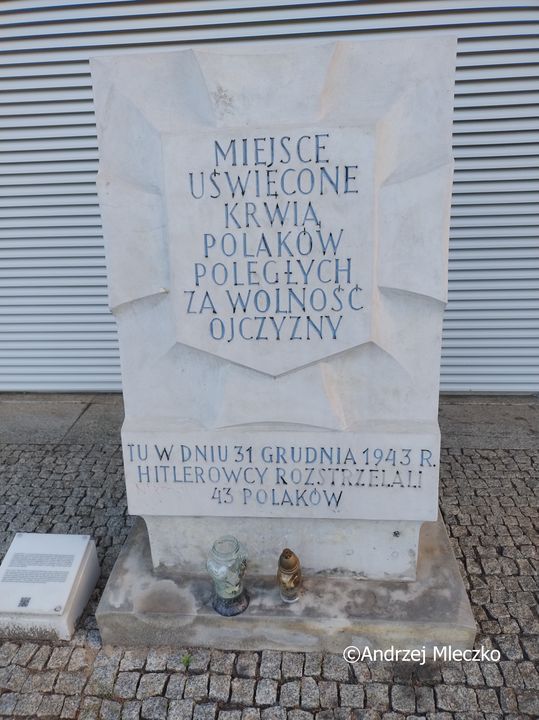 MIEJSCE
UŚWIĘCONE
KRWIĄ
POLAKÓW
POLEGŁYCH
ZA WOLNOŚĆ
OJCZYZNY
TU W DNIU 31 GRUDNIA 1943 R.
HITLEROWCY ROZSTRZELALI
43 POLAKÓW
©Andrzej Mleczko